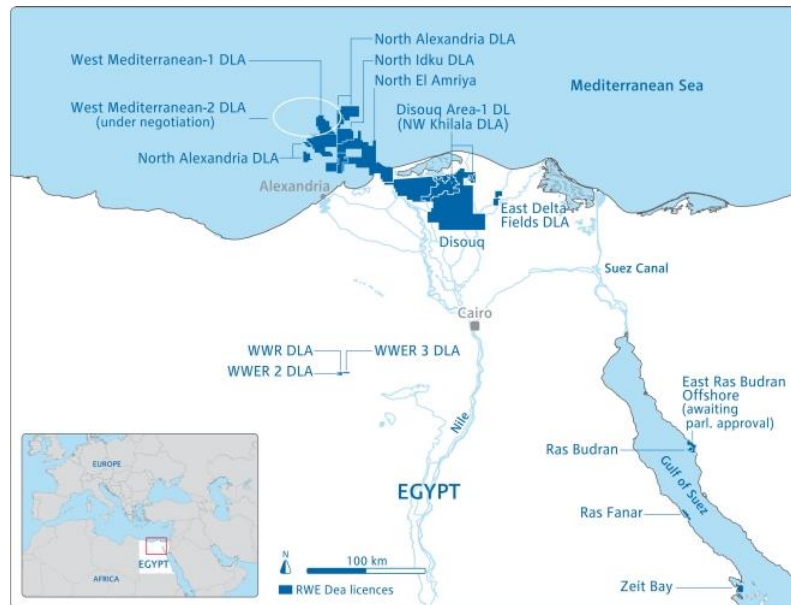 North Alexandria DLA
West Mediterranean-1 DLA
North Idku DLA
North El Amriya
Mediterranean Sea
West Mediterranean-2 DLA
(under negotiation)
Disouq Area-1 DL
(NW Khilala DLA)
North Alexandria DLA
Alexandria
East Delta
Fields DLA
Disouq
Suez Canal
Cairo
WWR DLA
WWER 3 DLA
WWER 2 DLA
East Ras Budran
Offshore
(awaiting
parl. approval)
Nile
Ras Budran
Gulf of Suez
EUROPE
EGYPT
Ras Fanar
N
100 km
EGYPT
AFRICA
RWE Dea licences
Zeit Bay